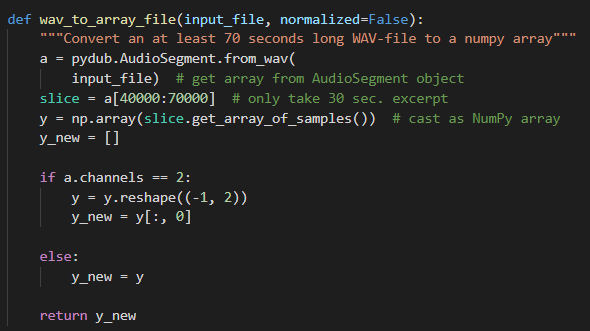 def wav_to_array_file(input_file, normalized=False):
    """Convert an at least 70 seconds long WAV-file to a numpy array"""
    a = pydub.AudioSegment.from_wav(
        input_file)  # get array from AudioSegment object
    slice = a[40000:70000]  # only take 30 sec. excerpt
    y = np.array(slice.get_array_of_samples())  # cast as NumPy array
    y_new = []

    if a.channels == 2:
        y = y.reshape((-1, 2))
        y_new = y[:, 0]

    else:
        y_new = y

    return y_new